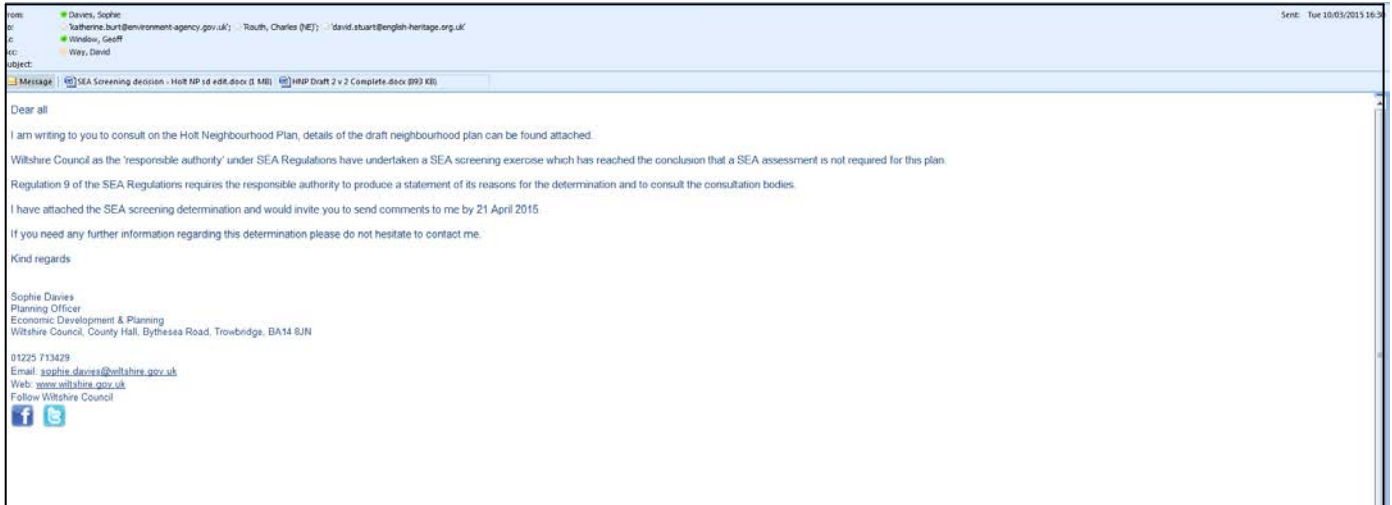 From: Davies, Sophie
Sent: Tue 10/03/2015 16:30
To: 'katherine.burt@environment-agency.gov.uk'; Routh, Charles (NE)'; 'david.stuart@english-heritage.org.uk'
Cc: Window, Geoff
Bcc: Way, David
Subject:
Message SEA Screening decision - Holt NP sd edit.docx (1 MB) HNP Draft 2 v 2 Complete.docx (893 KB)
Dear all
I am writing to you to consult on the Holt Neighbourhood Plan, details of the draft neighbourhood plan can be found attached.
Wiltshire Council as the 'responsible authority' under SEA Regulations have undertaken a SEA screening exercise which has reached the conclusion that a SEA assessment is not required for this plan.
Regulation 9 of the SEA Regulations requires the responsible authority to produce a statement of its reasons for the determination and to consult the consultation bodies.
I have attached the SEA screening determination and would invite you to send comments to me by 21 April 2015.
If you need any further information regarding this determination please do not hesitate to contact me.
Kind regards
Sophie Davies
Planning Officer
Economic Development & Planning
Wiltshire Council, County Hall, Bythesea Road, Trowbridge, BA14 8JN
01225 713429
Email: sophie.davies@wiltshire.gov.uk
Web: www.wiltshire.gov.uk
Follow Wiltshire Council